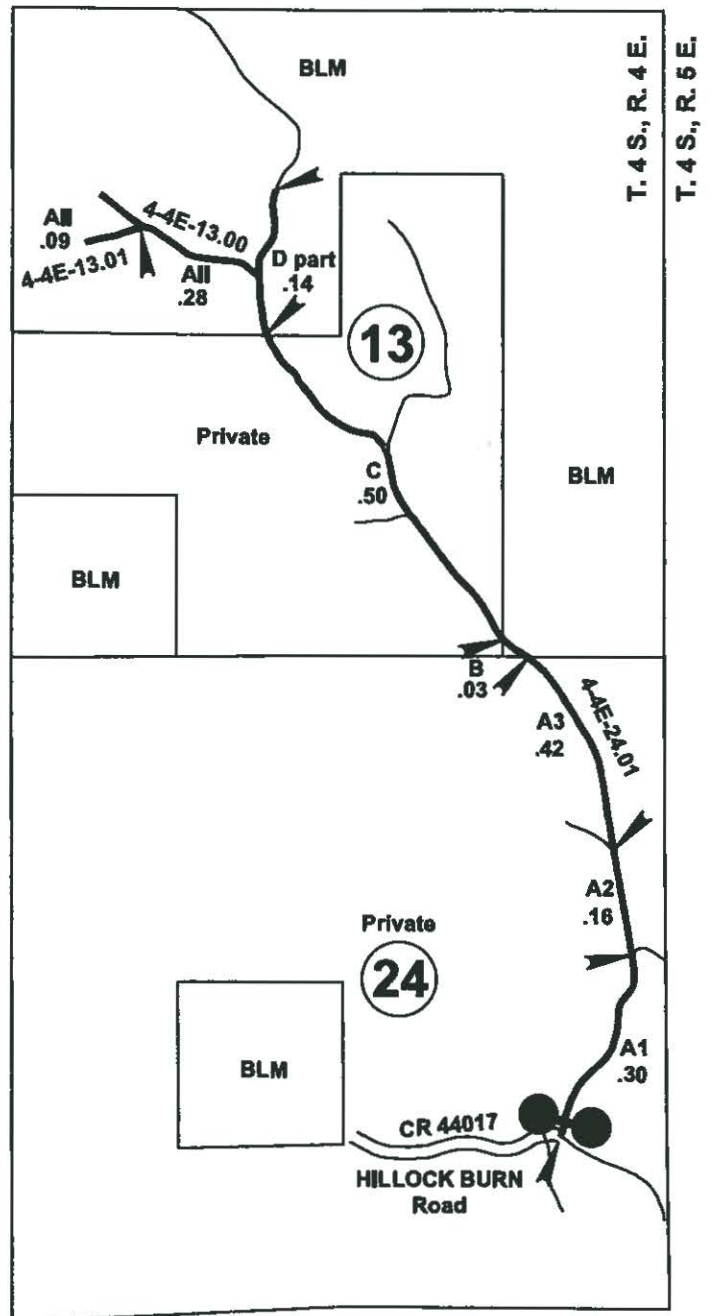 BLM
T. 4 S., R. 4 E.
T. 4 S., R. 5 E.
All
.09
4-4E-13.00
4-4E-13.01
All
.28
D part
.14
13
Private
C
.50
BLM
BLM
B
.03
A3
.42
4-4E-24.01
A2
.16
Private
24
BLM
A1
.30
CR 44017
HILLOCK BURN
Road